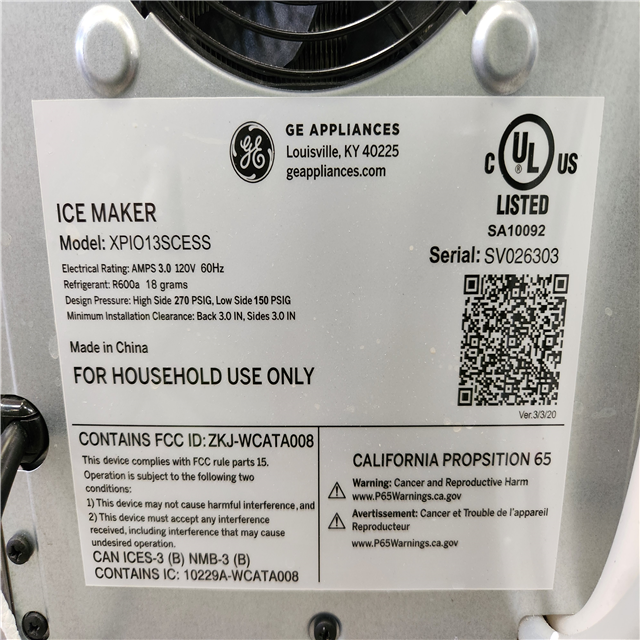 GE APPLIANCES
Louisville, KY 40225
geappliances.com
C UL US
®
LISTED
SA10092
ICE MAKER
Model: XPIO13SCESS
Serial: SV026303
Electrical Rating: AMPS 3.0 120V 60Hz
Refrigerant: R600a 18 grams
Design Pressure: High Side 270 PSIG, Low Side 150 PSIG
Minimum Installation Clearance: Back 3.0 IN, Sides 3.0 IN
Made in China
FOR HOUSEHOLD USE ONLY
Ver.3/3/20
CONTAINS FCC ID: ZKJ-WCATA008
This device complies with FCC rule parts 15.
Operation is subject to the following two
conditions:
1) This device may not cause harmful interference, and
2) This device must accept any interference
received, including interference that may cause
undesired operation.
CAN ICES-3 (B) NMB-3 (B)
CONTAINS IC: 10229A-WCATA008
CALIFORNIA PROPSITION 65
Warning: Cancer and Reproductive Harm
www.P65Warnings.ca.gov
Avertissement: Cancer et Trouble de l'appareil
Reproducteur
www.P65Warnings.ca.gov